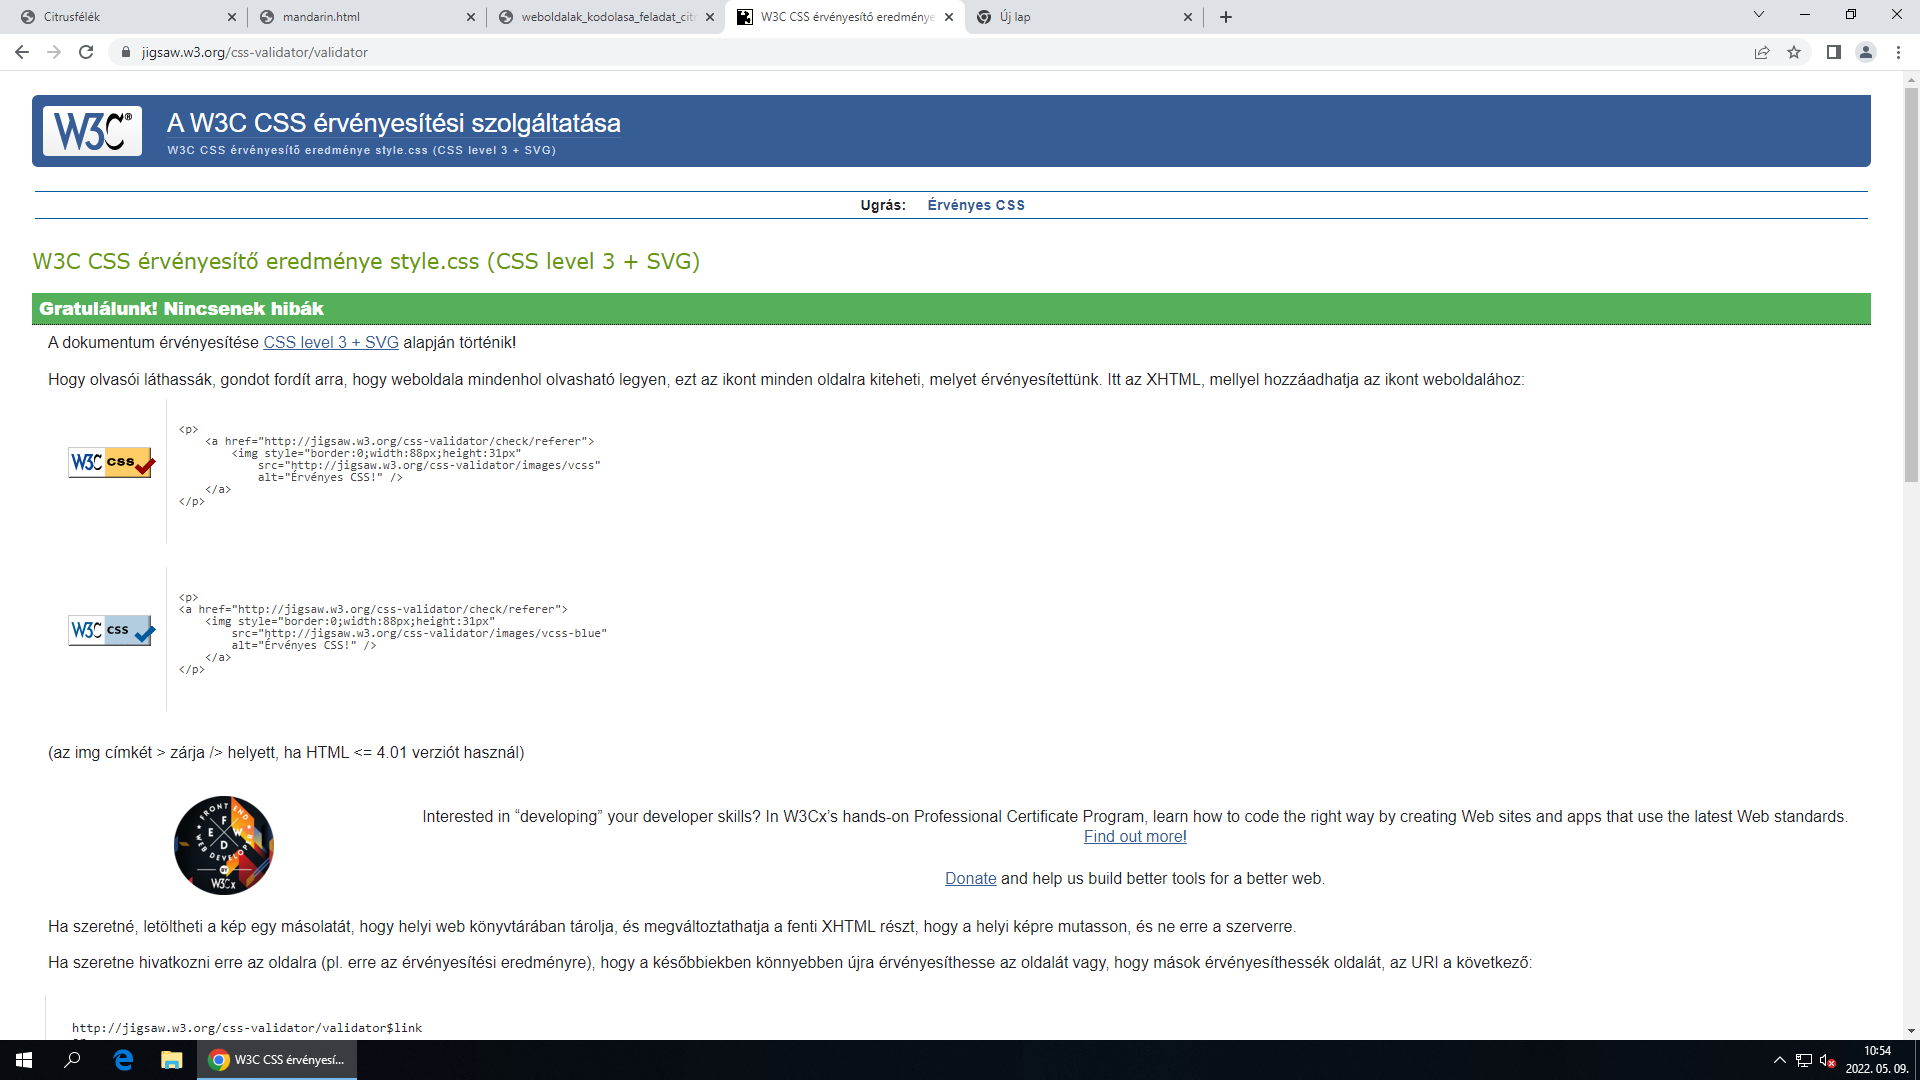 Citrusfélék
mandarin.html
weboldalak_kodolasa_feladat_cit
W3C CSS érvényesítő eredménye
Új lap
jigsaw.w3.org/css-validator/validator
W3C®
A W3C CSS érvényesítési szolgáltatása
W3C CSS érvényesítő eredménye style.css (CSS level 3 + SVG)
Ugrás: Érvényes CSS
W3C CSS érvényesítő eredménye style.css (CSS level 3 + SVG)
Gratulálunk! Nincsenek hibák
A dokumentum érvényesítése CSS level 3 + SVG alapján történik!
Hogy olvasói láthassák, gondot fordít arra, hogy weboldala mindenhol olvasható legyen, ezt az ikont minden oldalra kiteheti, melyet érvényesítettünk. Itt az XHTML, mellyel hozzáadhatja az ikont weboldalához:
W3C css
<p>
<a href="http://jigsaw.w3.org/css-validator/check/referer">
<img style="border:0;width:88px;height:31px"
src="http://jigsaw.w3.org/css-validator/images/vcss"
alt="Érvényes CSS!" />
</a>
</p>
W3C css
<p>
<a href="http://jigsaw.w3.org/css-validator/check/referer">
<img style="border:0;width:88px;height:31px"
src="http://jigsaw.w3.org/css-validator/images/vcss-blue"
alt="Érvényes CSS!" />
</a>
</p>
(az img címkét > zárja /> helyett, ha HTML <= 4.01 verziót használ)
FRONT END
F E W D
WEB DEVELOPER
W3Cx
Interested in “developing” your developer skills? In W3Cx’s hands-on Professional Certificate Program, learn how to code the right way by creating Web sites and apps that use the latest Web standards.
Find out more!
Donate and help us build better tools for a better web.
Ha szeretné, letöltheti a kép egy másolatát, hogy helyi web könyvtárában tárolja, és megváltoztathatja a fenti XHTML részt, hogy a helyi képre mutasson, és ne erre a szerverre.
Ha szeretne hivatkozni erre az oldalra (pl. erre az érvényesítési eredményre), hogy a későbbiekben könnyebben újra érvényesíthesse az oldalát vagy, hogy mások érvényesíthessék oldalát, az URI a következő:
http://jigsaw.w3.org/css-validator/validator$link
W3C CSS érvényesí...
10:54
2022. 05. 09.